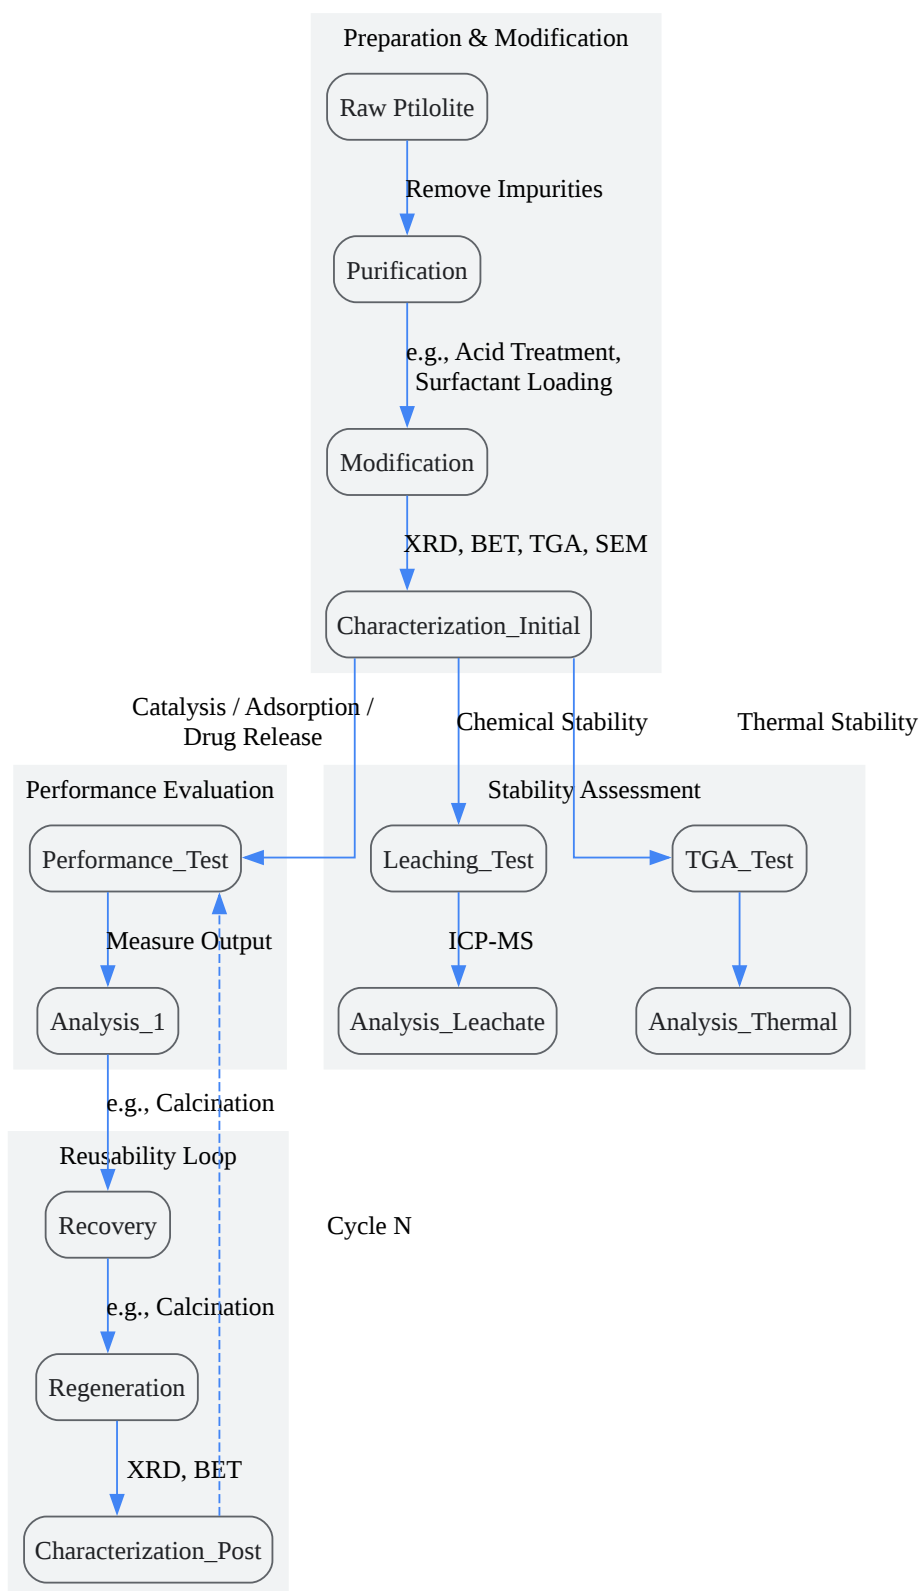 Preparation & Modification
Raw Ptilolite
Remove Impurities
Purification
e.g., Acid Treatment,
Surfactant Loading
Modification
XRD, BET, TGA, SEM
Characterization_Initial
Catalysis / Adsorption /
Drug Release
Chemical Stability
Thermal Stability
Performance Evaluation
Stability Assessment
Performance_Test
Leaching_Test
TGA_Test
Measure Output
ICP-MS
Analysis_1
Analysis_Leachate
Analysis_Thermal
e.g., Calcination
Reusability Loop
Recovery
Cycle N
e.g., Calcination
Regeneration
XRD, BET
Characterization_Post